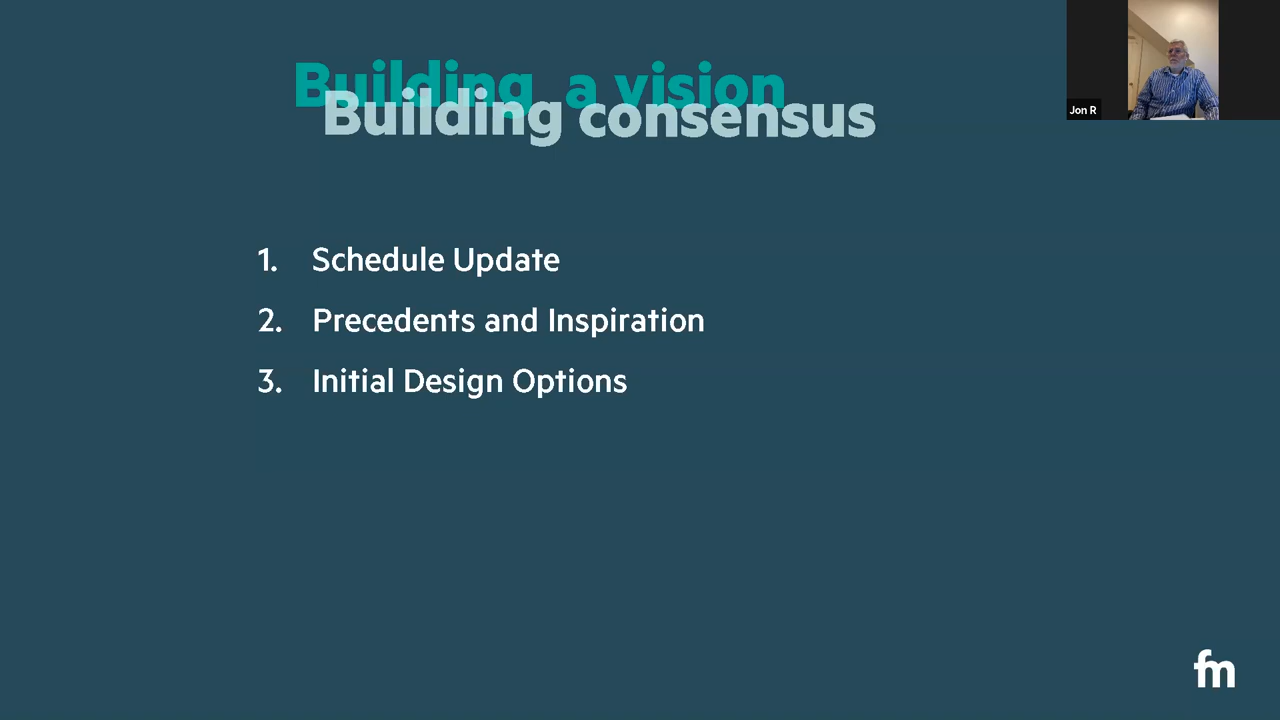 Building a vision
Building consensus
Jon R
1. Schedule Update
2. Precedents and Inspiration
3. Initial Design Options
fm